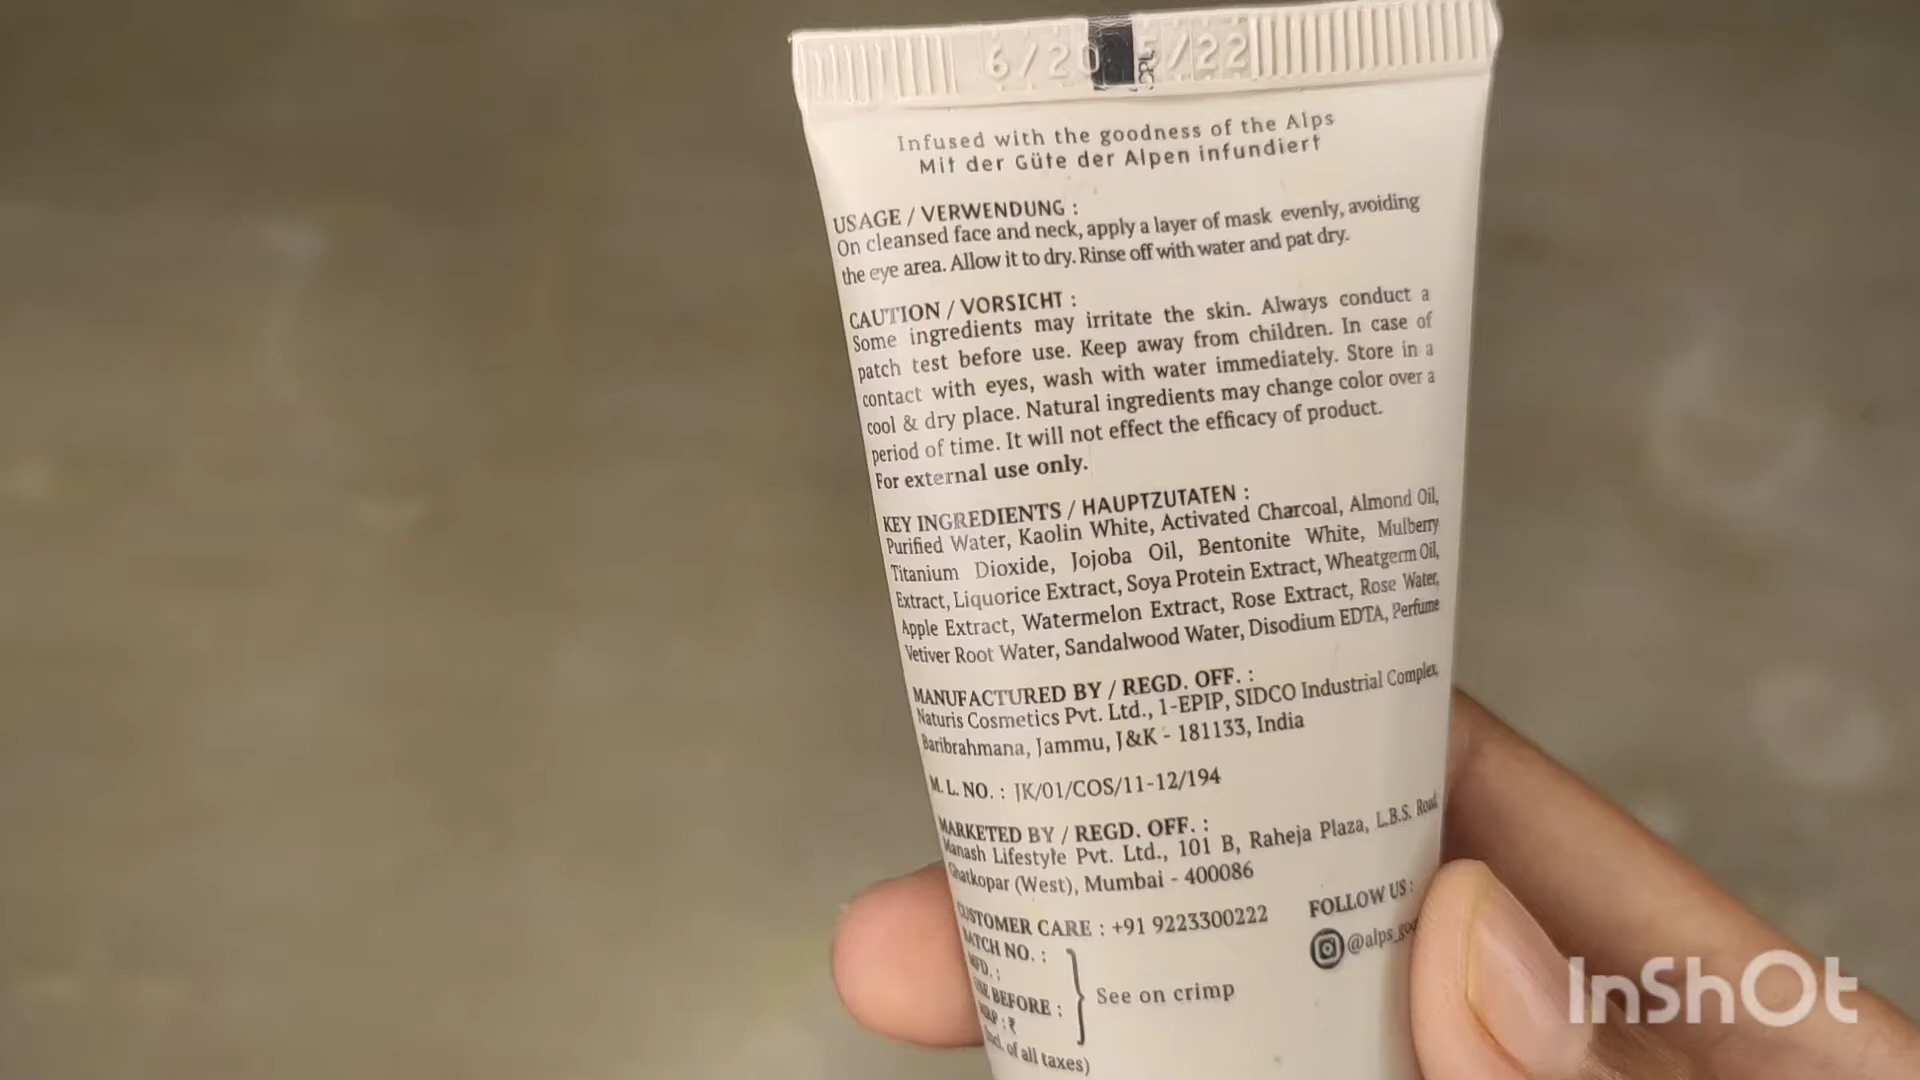 6/20 5/22
Infused with the goodness of the Alps
Mit der Güte der Alpen infundiert
USAGE / VERWENDUNG :
On cleansed face and neck, apply a layer of mask evenly, avoiding
the eye area. Allow it to dry. Rinse off with water and pat dry.
CAUTION / VORSICHT :
Some ingredients may irritate the skin. Always conduct a
patch test before use. Keep away from children. In case of
contact with eyes, wash with water immediately. Store in a
cool & dry place. Natural ingredients may change color over a
period of time. It will not effect the efficacy of product.
For external use only.
KEY INGREDIENTS / HAUPTZUTATEN :
Purified Water, Kaolin White, Activated Charcoal, Almond Oil,
Titanium Dioxide, Jojoba Oil, Bentonite White, Mulberry
Extract, Liquorice Extract, Soya Protein Extract, Wheatgerm Oil,
Apple Extract, Watermelon Extract, Rose Extract, Rose Water,
Vetiver Root Water, Sandalwood Water, Disodium EDTA, Perfume
MANUFACTURED BY / REGD. OFF. :
Naturis Cosmetics Pvt. Ltd., 1-EPIP, SIDCO Industrial Complex,
Baribrahmana, Jammu, J&K - 181133, India
M. L. NO. : JK/01/COS/11-12/194
MARKETED BY / REGD. OFF. :
Manash Lifestyle Pvt. Ltd., 101 B, Raheja Plaza, L.B.S. Road,
Ghatkopar (West), Mumbai - 400086
CUSTOMER CARE : +91 9223300222
FOLLOW US :
@alps_goo
BATCH NO. :
MFD. :
USE BEFORE :
MRP : ₹
(Incl. of all taxes)
See on crimp
InShOt